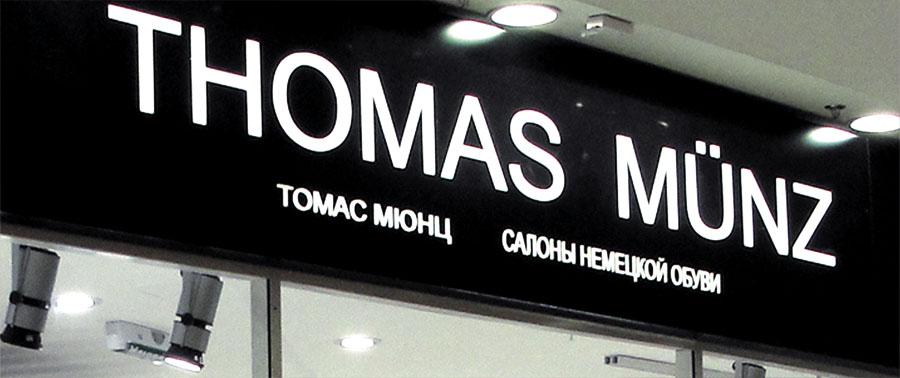 THOMAS MÜNZ
ТОМАС МЮНЦ САЛОНЫ НЕМЕЦКОЙ ОБУВИ